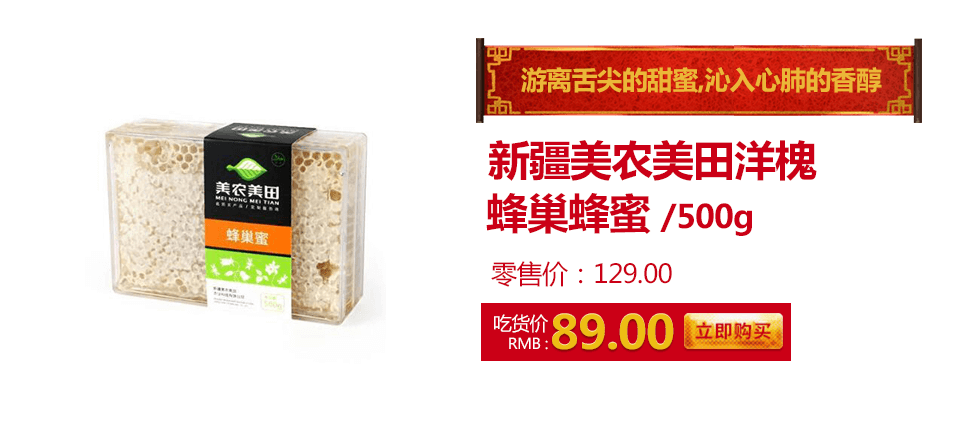 游离舌尖的甜蜜,沁入心肺的香醇
新疆美农美田洋槐
蜂巢蜂蜜 /500g
零售价：129.00
吃货价
RMB：
89.00
立即购买
美农美田
MEI NONG MEI TIAN
蜂巢蜜